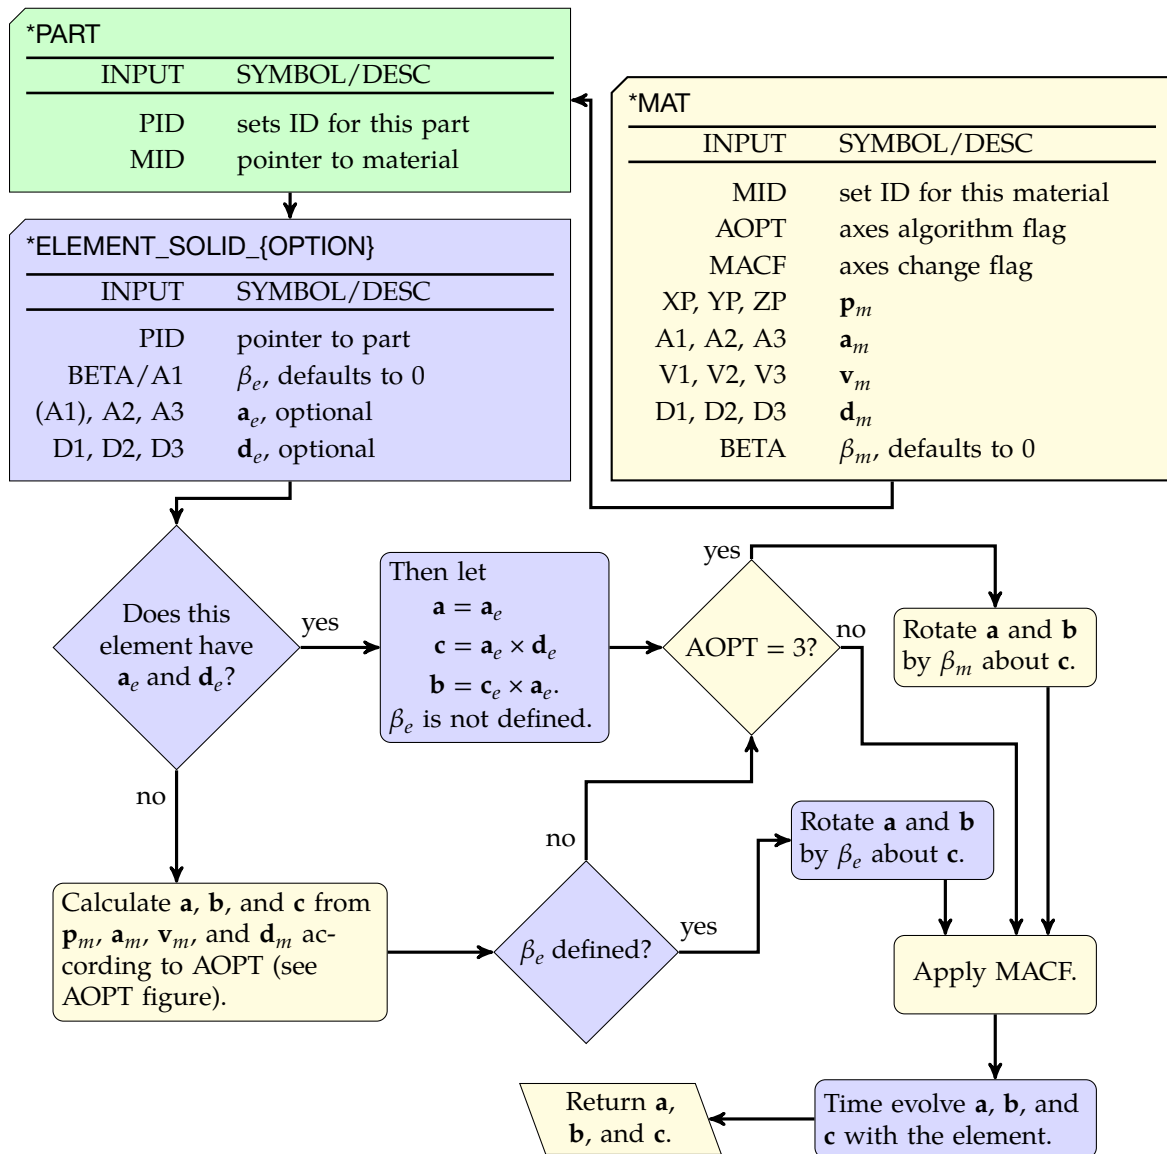 *PART
INPUT SYMBOL/DESC
PID sets ID for this part
MID pointer to material
*MAT
INPUT SYMBOL/DESC
MID set ID for this material
AOPT axes algorithm flag
MACF axes change flag
XP, YP, ZP p_m
A1, A2, A3 a_m
V1, V2, V3 v_m
D1, D2, D3 d_m
BETA β_m, defaults to 0
*ELEMENT_SOLID_{OPTION}
INPUT SYMBOL/DESC
PID pointer to part
BETA/A1 β_e, defaults to 0
(A1), A2, A3 a_e, optional
D1, D2, D3 d_e, optional
Does this
element have
a_e and d_e?
yes
Then let
a = a_e
c = a_e × d_e
b = c_e × a_e.
β_e is not defined.
AOPT = 3?
yes
no
Rotate a and b
by β_m about c.
no
Calculate a, b, and c from
p_m, a_m, v_m, and d_m ac-
cording to AOPT (see
AOPT figure).
β_e defined?
no
yes
Rotate a and b
by β_e about c.
Apply MACF.
Time evolve a, b, and
c with the element.
Return a,
b, and c.